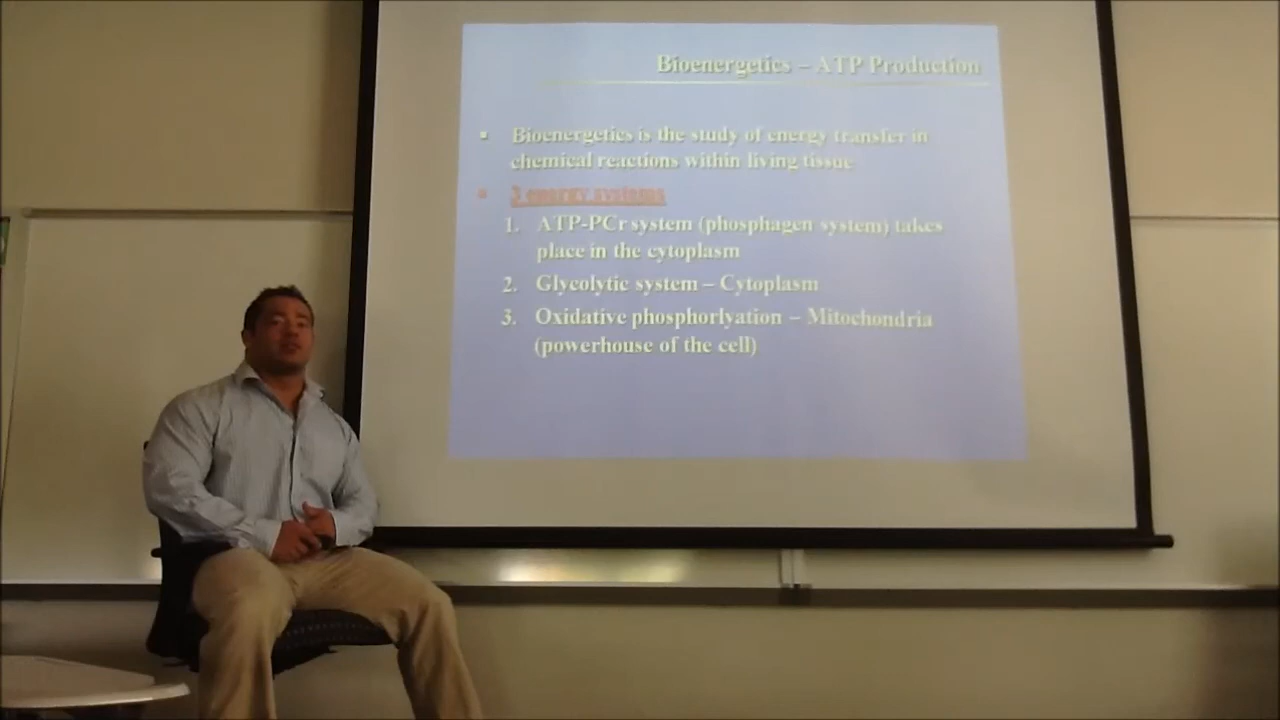 Bioenergetics – ATP Production
▪ Bioenergetics is the study of energy transfer in
chemical reactions within living tissue
▪ 3 energy systems
1. ATP-PCr system (phosphagen system) takes
place in the cytoplasm
2. Glycolytic system – Cytoplasm
3. Oxidative phosphorlyation – Mitochondria
(powerhouse of the cell)